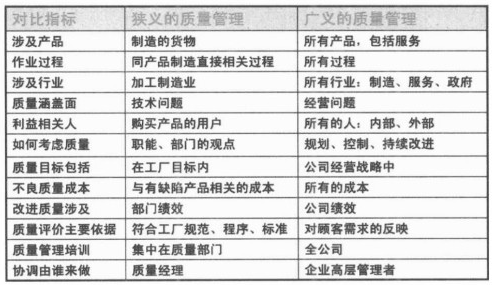 对比指标 狭义的质量管理 广义的质量管理
涉及产品 制造的货物 所有产品，包括服务
作业过程 同产品制造直接相关过程 所有过程
涉及行业 加工制造业 所有行业：制造、服务、政府
质量涵盖面 技术问题 经营问题
利益相关人 购买产品的用户 所有的人：内部、外部
如何考虑质量 职能、部门的观点 规划、控制、持续改进
质量目标包括 在工厂目标内 公司经营战略中
不良质量成本 与有缺陷产品相关的成本 所有的成本
改进质量涉及 部门绩效 公司绩效
质量评价主要依据 符合工厂规范、程序、标准 对顾客需求的反映
质量管理培训 集中在质量部门 全公司
协调由谁来做 质量经理 企业高层管理者